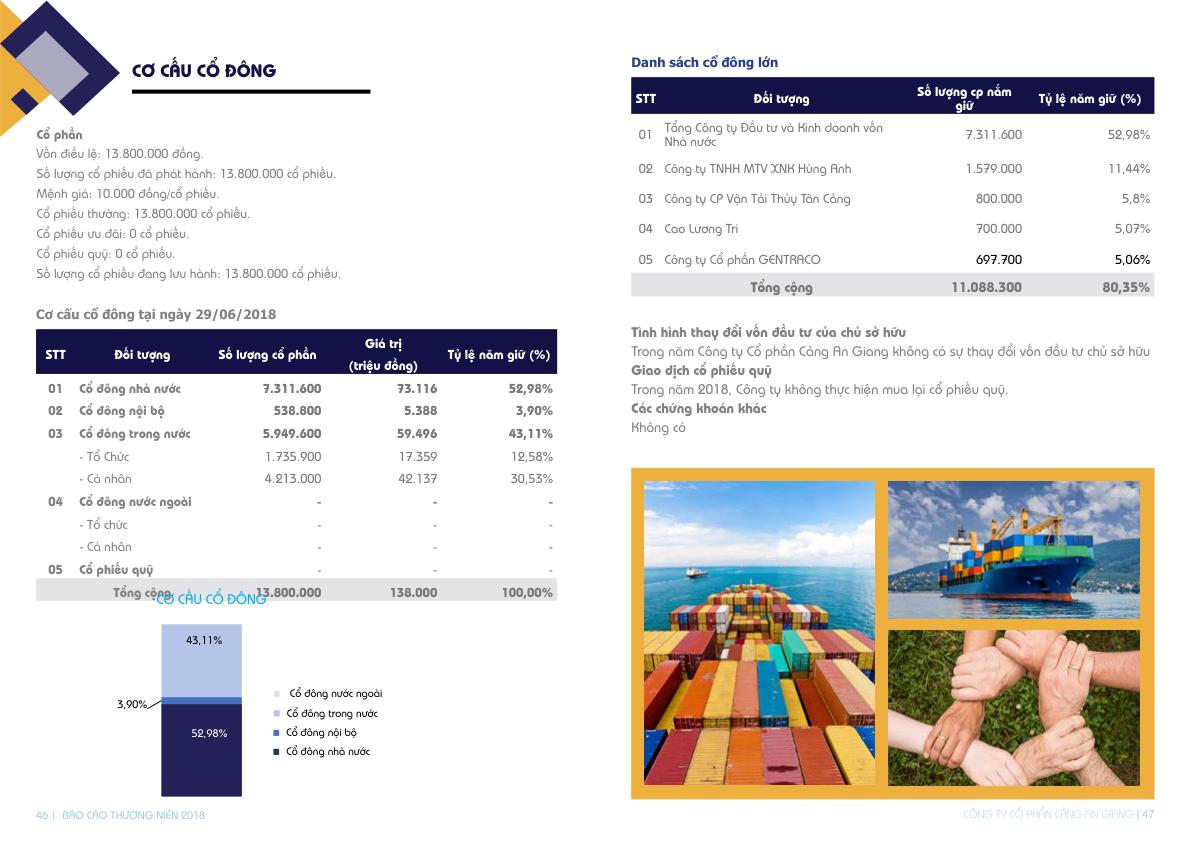 CƠ CẤU CỔ ĐÔNG
Cổ phần
Vốn điều lệ: 13.800.000 đồng.
Số lượng cổ phiếu đã phát hành: 13.800.000 cổ phiếu.
Mệnh giá: 10.000 đồng/cổ phiếu.
Cổ phiếu thường: 13.800.000 cổ phiếu.
Cổ phiếu ưu đãi: 0 cổ phiếu.
Cổ phiếu quỹ: 0 cổ phiếu.
Số lượng cổ phiếu đang lưu hành: 13.800.000 cổ phiếu.
Cơ cấu cổ đông tại ngày 29/06/2018
STT Đối tượng Số lượng cổ phần Giá trị (triệu đồng) Tỷ lệ năm giữ (%)
01 Cổ đông nhà nước 7.311.600 73.116 52,98%
02 Cổ đông nội bộ 538.800 5.388 3,90%
03 Cổ đông trong nước 5.949.600 59.496 43,11%
- Tổ Chức 1.735.900 17.359 12,58%
- Cá nhân 4.213.000 42.137 30,53%
04 Cổ đông nước ngoài - - -
- Tổ chức - - -
- Cá nhân - - -
05 Cổ phiếu quỹ - - -
Tổng cộng 13.800.000 138.000 100,00%
CƠ CẤU CỔ ĐÔNG
43,11%
3,90%
52,98%
Cổ đông nước ngoài
Cổ đông trong nước
Cổ đông nội bộ
Cổ đông nhà nước
46 | BÁO CÁO THƯỜNG NIÊN 2018
Danh sách cổ đông lớn
STT Đối tượng Số lượng cp nắm giữ Tỷ lệ năm giữ (%)
01 Tổng Công ty Đầu tư và Kinh doanh vốn Nhà nước 7.311.600 52,98%
02 Công ty TNHH MTV XNK Hùng Anh 1.579.000 11,44%
03 Công ty CP Vận Tải Thủy Tân Cảng 800.000 5,8%
04 Cao Lương Tri 700.000 5,07%
05 Công ty Cổ phần GENTRACO 697.700 5,06%
Tổng cộng 11.088.300 80,35%
Tình hình thay đổi vốn đầu tư của chủ sở hữu
Trong năm Công ty Cổ phần Cảng An Giang không có sự thay đổi vốn đầu tư chủ sở hữu
Giao dịch cổ phiếu quỹ
Trong năm 2018, Công ty không thực hiện mua lại cổ phiếu quỹ.
Các chứng khoán khác
Không có
CÔNG TY CỔ PHẦN CẢNG AN GIANG | 47